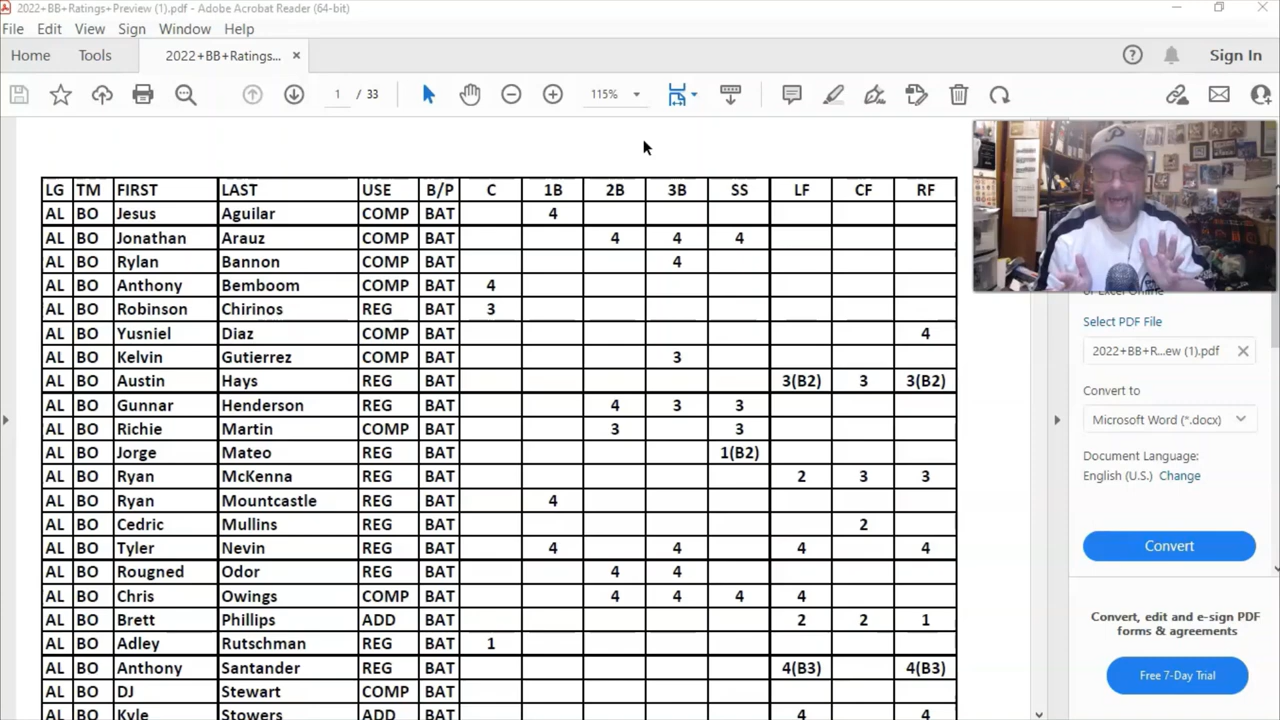 2022+BB+Ratings+Preview (1).pdf - Adobe Acrobat Reader (64-bit)
File Edit View Sign Window Help
Home Tools 2022+BB+Ratings... × Sign In
1 / 33 115%
LG TM FIRST LAST USE B/P C 1B 2B 3B SS LF CF RF
AL BO Jesus Aguilar COMP BAT 4
AL BO Jonathan Arauz COMP BAT 4 4 4
AL BO Rylan Bannon COMP BAT 4
AL BO Anthony Bemboom COMP BAT 4
AL BO Robinson Chirinos REG BAT 3
AL BO Yusniel Diaz COMP BAT 4
AL BO Kelvin Gutierrez COMP BAT 3
AL BO Austin Hays REG BAT 3(B2) 3 3(B2)
AL BO Gunnar Henderson REG BAT 4 3 3
AL BO Richie Martin COMP BAT 3 3
AL BO Jorge Mateo REG BAT 1(B2)
AL BO Ryan McKenna REG BAT 2 3 3
AL BO Ryan Mountcastle REG BAT 4
AL BO Cedric Mullins REG BAT 2
AL BO Tyler Nevin REG BAT 4 4 4 4
AL BO Rougned Odor REG BAT 4 4
AL BO Chris Owings COMP BAT 4 4 4 4
AL BO Brett Phillips ADD BAT 2 2 1
AL BO Adley Rutschman REG BAT 1
AL BO Anthony Santander REG BAT 4(B3) 4(B3)
AL BO DJ Stewart COMP BAT
AL BO Kyle Stowers ADD BAT 4 4
or Excel Online
Select PDF File
2022+BB+R...ew (1).pdf
Convert to
Microsoft Word (*.docx)
Document Language:
English (U.S.) Change
Convert
Convert, edit and e-sign PDF
forms & agreements
Free 7-Day Trial